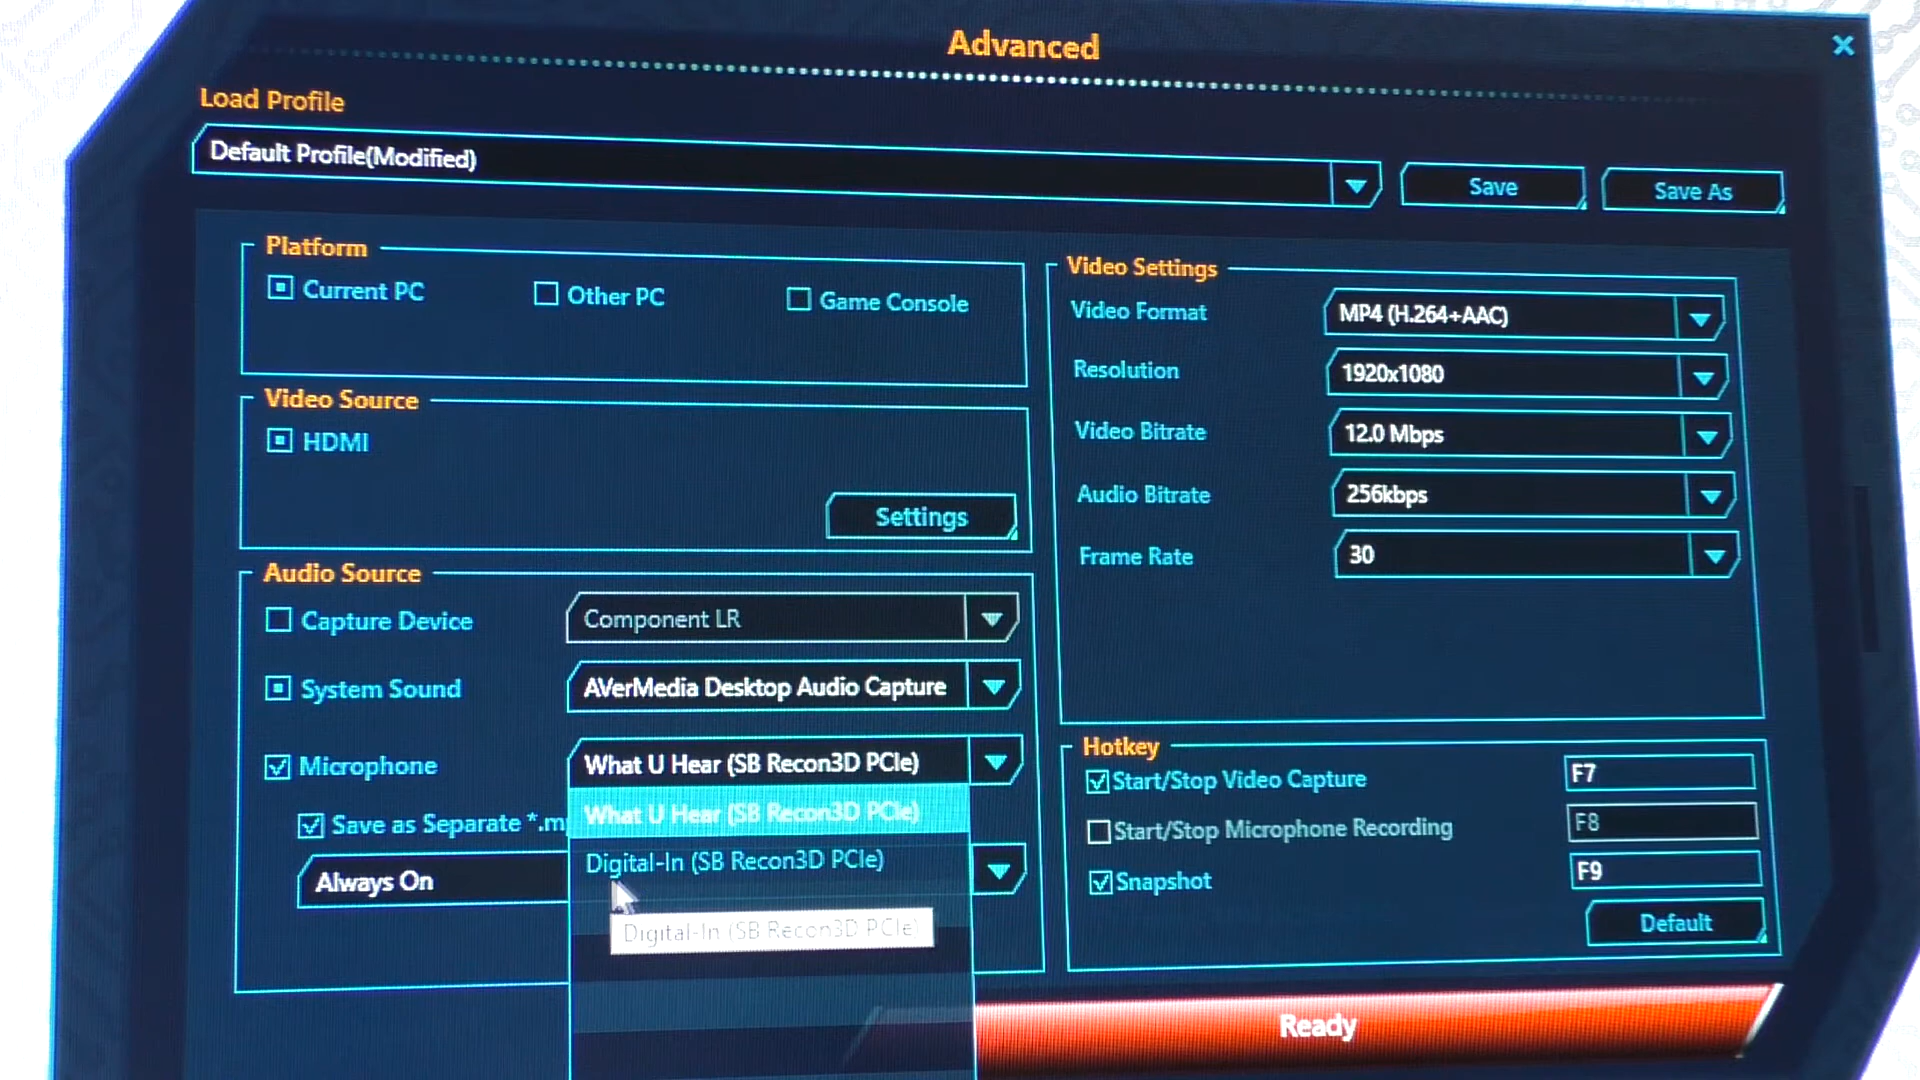 Advanced
Load Profile
Default Profile(Modified)
Save
Save As
Platform
Current PC
Other PC
Game Console
Video Source
HDMI
Settings
Audio Source
Capture Device
Component LR
System Sound
AVerMedia Desktop Audio Capture
Microphone
What U Hear (SB Recon3D PCIe)
What U Hear (SB Recon3D PCIe)
Save as Separate *.m
Digital-In (SB Recon3D PCIe)
Always On
Digital-In (SB Recon3D PCIe)
Video Settings
Video Format
MP4 (H.264+AAC)
Resolution
1920x1080
Video Bitrate
12.0 Mbps
Audio Bitrate
256kbps
Frame Rate
30
Hotkey
Start/Stop Video Capture
F7
Start/Stop Microphone Recording
F8
Snapshot
F9
Default
Ready